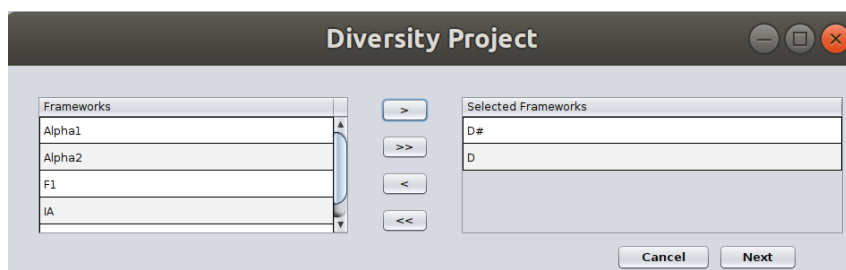 Diversity Project
Frameworks
Alpha1
Alpha2
F1
IA
>
>>
<
<<
Selected Frameworks
D#
D
Cancel
Next